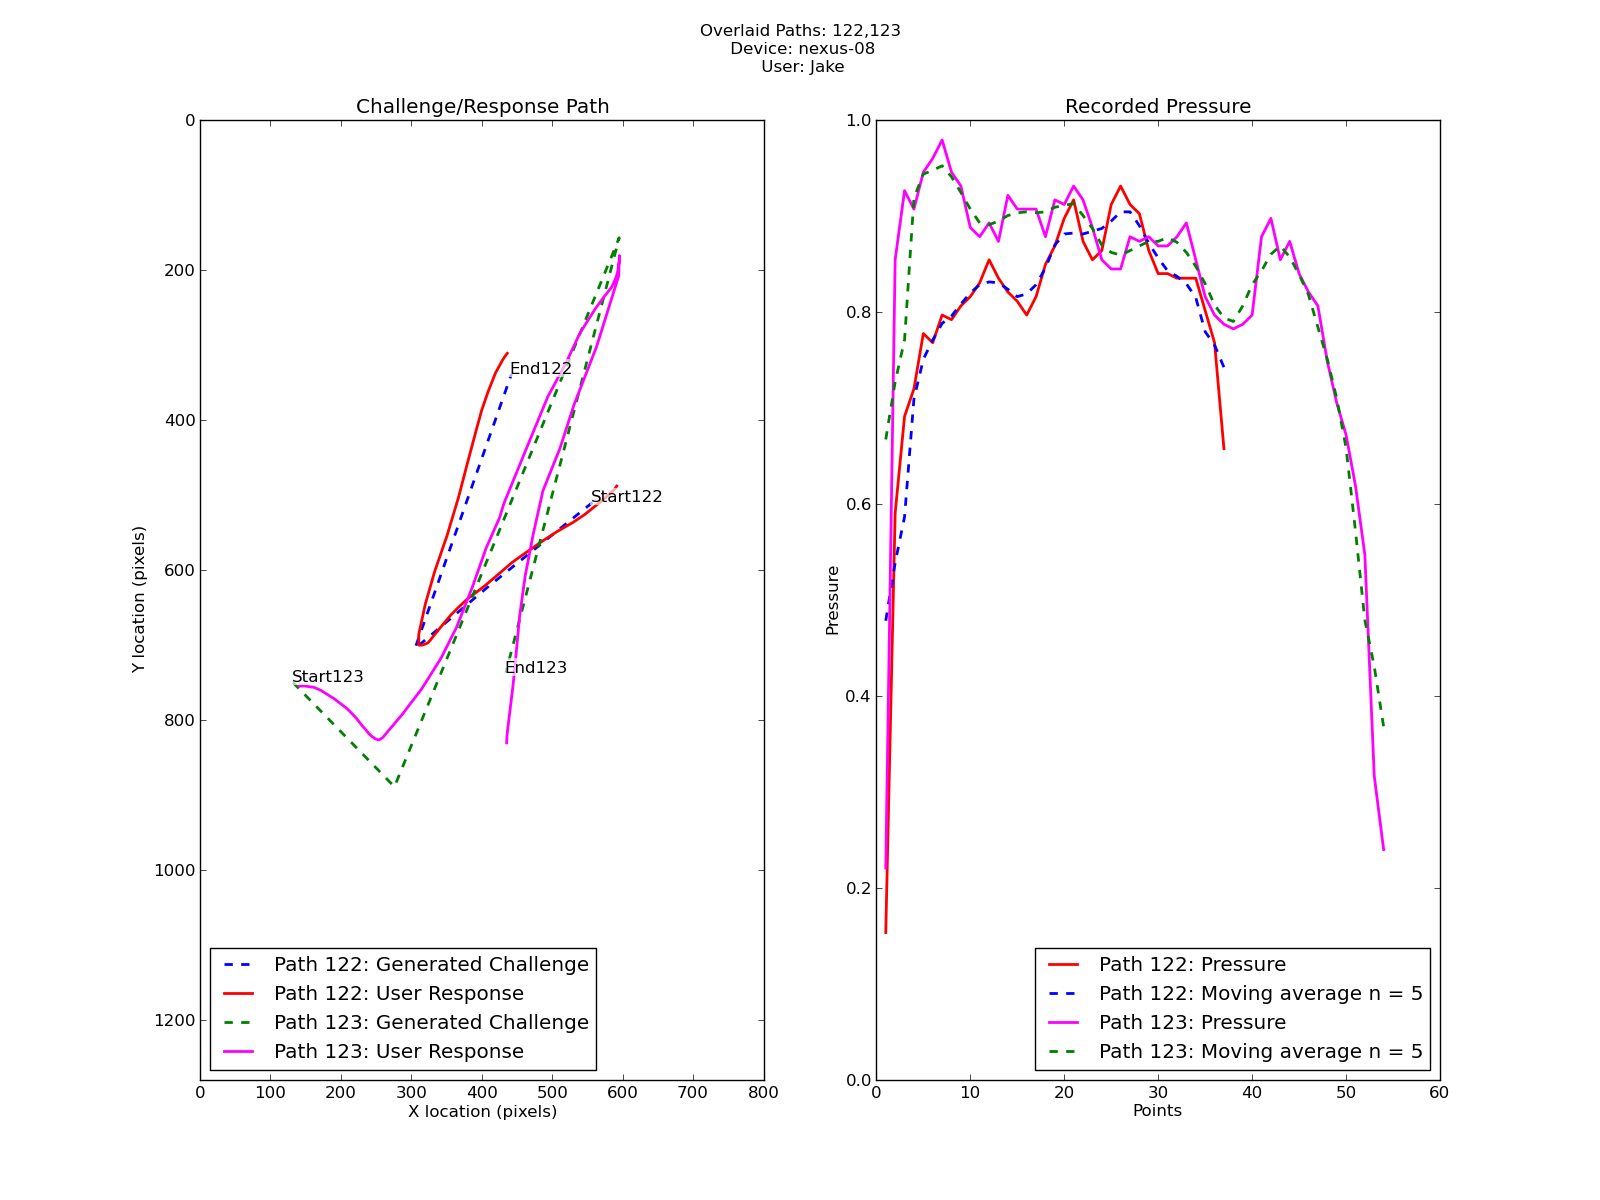 Overlaid Paths: 122,123
Device: nexus-08
User: Jake
Challenge/Response Path
0
200
400
600
800
1000
1200
Y location (pixels)
End122
Start122
Start123
End123
Path 122: Generated Challenge
Path 122: User Response
Path 123: Generated Challenge
Path 123: User Response
0 100 200 300 400 500 600 700 800
X location (pixels)
Recorded Pressure
1.0
0.8
0.6
0.4
0.2
0.0
Pressure
Path 122: Pressure
Path 122: Moving average n = 5
Path 123: Pressure
Path 123: Moving average n = 5
0 10 20 30 40 50 60
Points